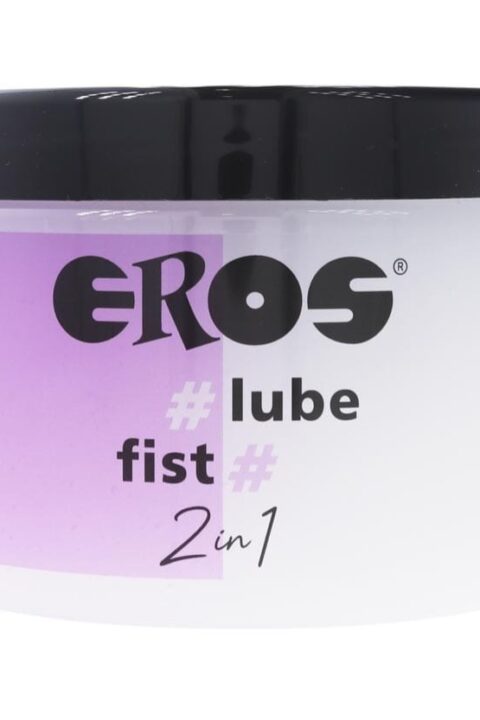 EROS®
# lube
fist #
2 in 1